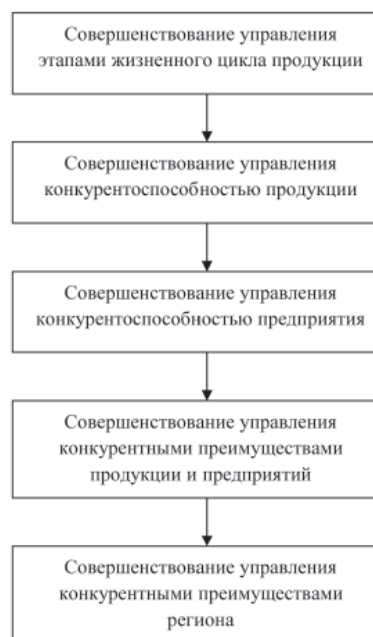 Совершенствование управления
этапами жизненного цикла продукции
Совершенствование управления
конкурентоспособностью продукции
Совершенствование управления
конкурентоспособностью предприятия
Совершенствование управления
конкурентными преимуществами
продукции и предприятий
Совершенствование управления
конкурентными преимуществами
региона